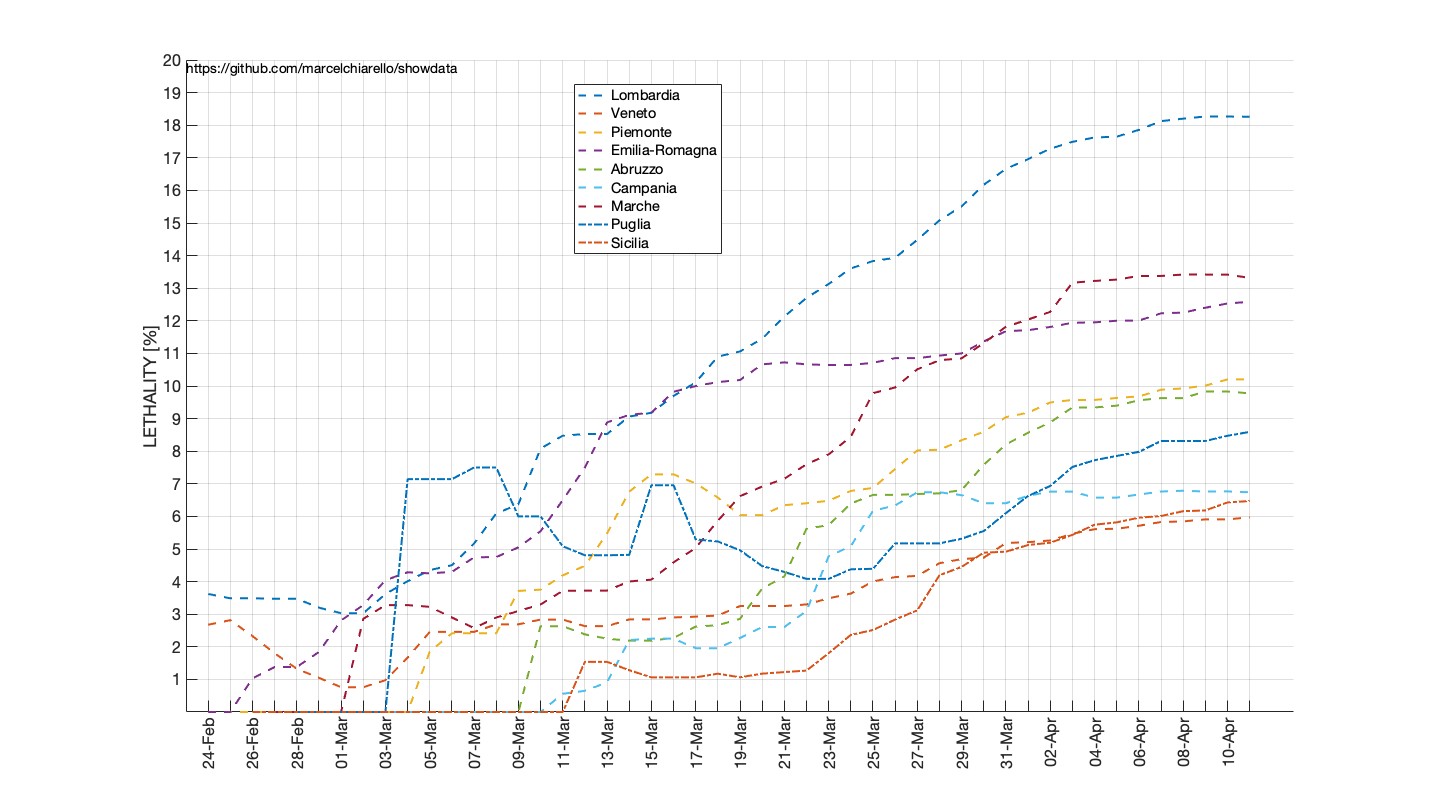 https://github.com/marcelchiarello/showdata
Lombardia
Veneto
Piemonte
Emilia-Romagna
Abruzzo
Campania
Marche
Puglia
Sicilia
LETHALITY [%]
20
19
18
17
16
15
14
13
12
11
10
9
8
7
6
5
4
3
2
1
24-Feb
26-Feb
28-Feb
01-Mar
03-Mar
05-Mar
07-Mar
09-Mar
11-Mar
13-Mar
15-Mar
17-Mar
19-Mar
21-Mar
23-Mar
25-Mar
27-Mar
29-Mar
31-Mar
02-Apr
04-Apr
06-Apr
08-Apr
10-Apr